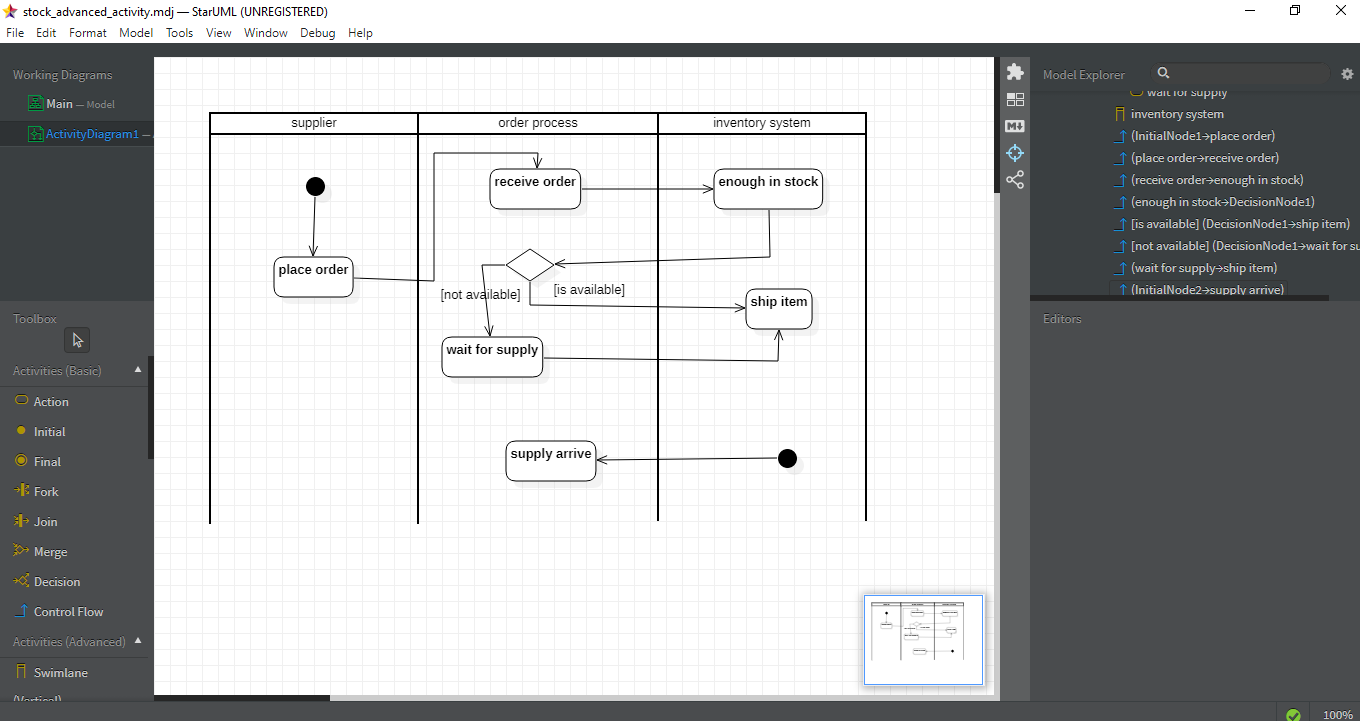 stock_advanced_activity.mdj — StarUML (UNREGISTERED)
File Edit Format Model Tools View Window Debug Help
Working Diagrams
Main — Model
ActivityDiagram1 —
Toolbox
Activities (Basic)
Action
Initial
Final
Fork
Join
Merge
Decision
Control Flow
Activities (Advanced)
Swimlane
(Vertical)
supplier
order process
inventory system
receive order
enough in stock
place order
[not available]
[is available]
ship item
wait for supply
supply arrive
M
Model Explorer
wait for supply
inventory system
(InitialNode1→place order)
(place order→receive order)
(receive order→enough in stock)
(enough in stock→DecisionNode1)
[is available] (DecisionNode1→ship item)
[not available] (DecisionNode1→wait for su
(wait for supply→ship item)
(InitialNode2→supply arrive)
Editors
100%